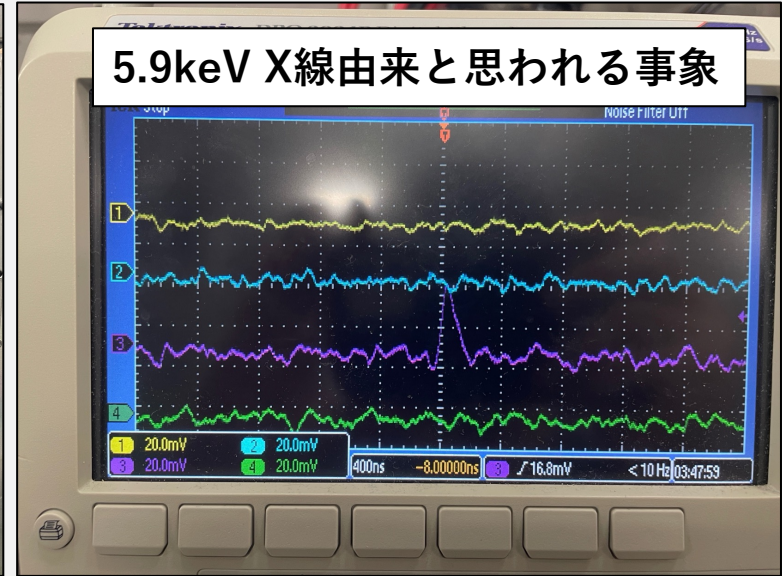 5.9keV X線由来と思われる事象
Stop
Noise Filter Off
1
2
3
4
1 20.0mV 2 20.0mV
3 20.0mV 4 20.0mV
400ns -8.00000ns 3 16.8mV < 10 Hz 03:47:59